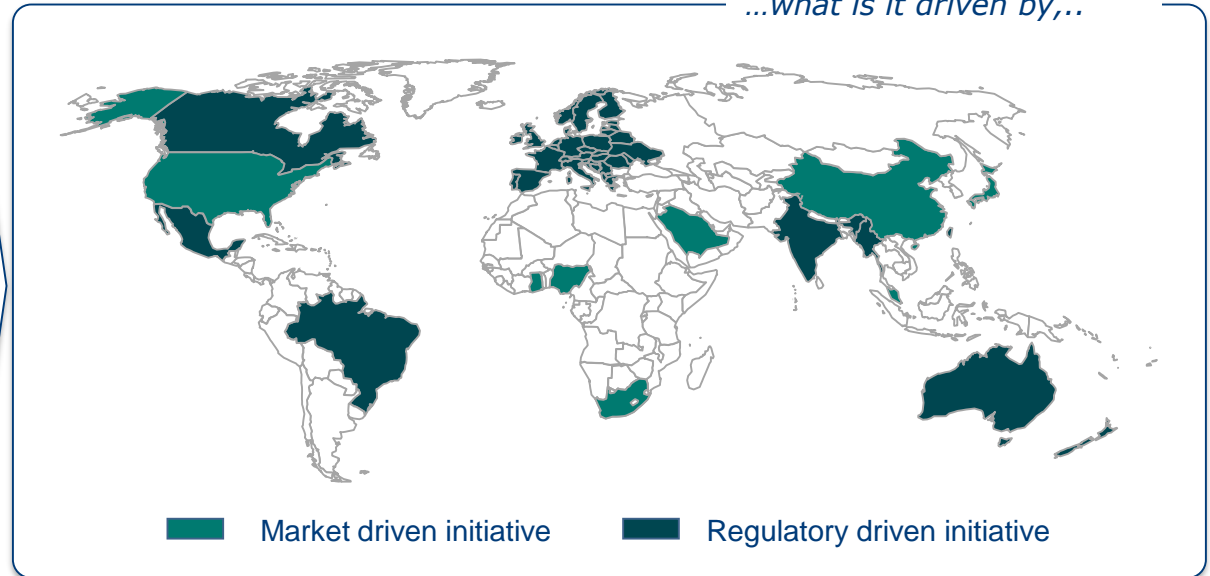 …what is it driven by,..
Market driven initiative
Regulatory driven initiative